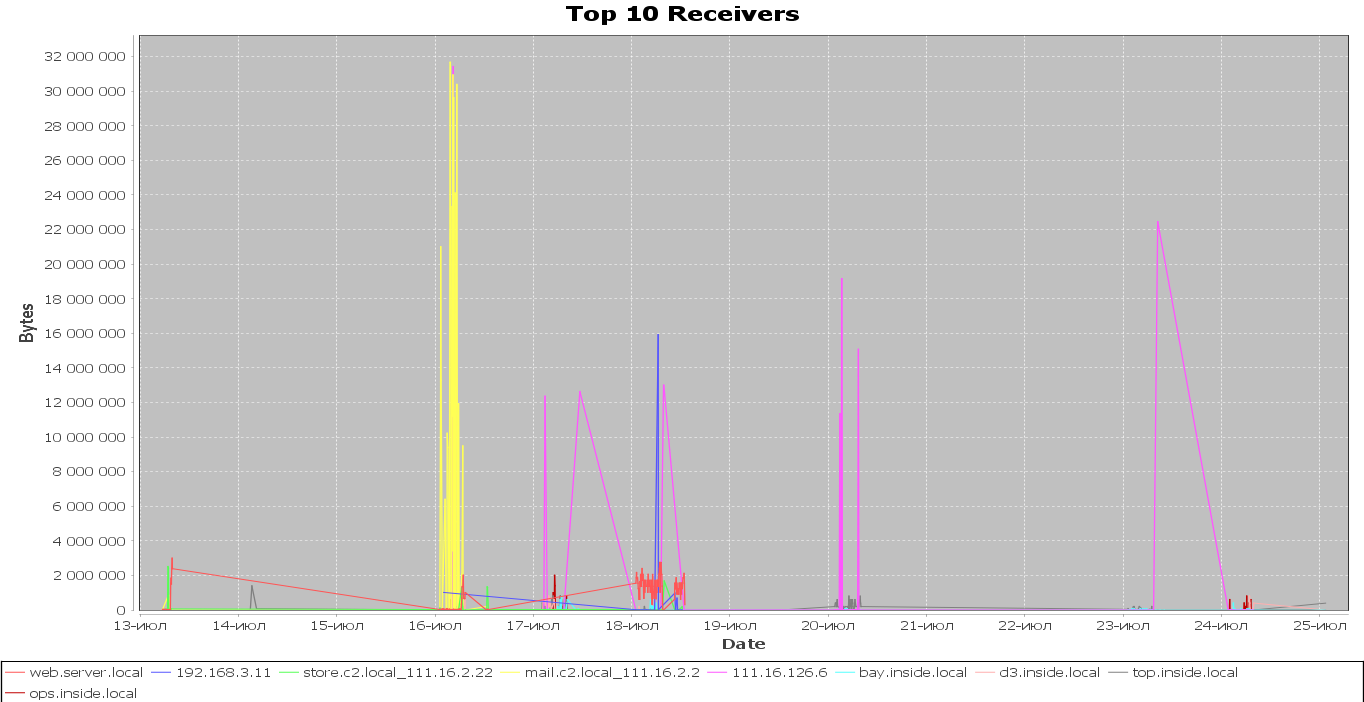 Top 10 Receivers
32 000 000
30 000 000
28 000 000
26 000 000
24 000 000
22 000 000
20 000 000
18 000 000
16 000 000
14 000 000
12 000 000
10 000 000
8 000 000
6 000 000
4 000 000
2 000 000
0
Bytes
13-июл 14-июл 15-июл 16-июл 17-июл 18-июл 19-июл 20-июл 21-июл 22-июл 23-июл 24-июл 25-июл
Date
web.server.local 192.168.3.11 store.c2.local_111.16.2.22 mail.c2.local_111.16.2.2 111.16.126.6 bay.inside.local d3.inside.local top.inside.local
ops.inside.local